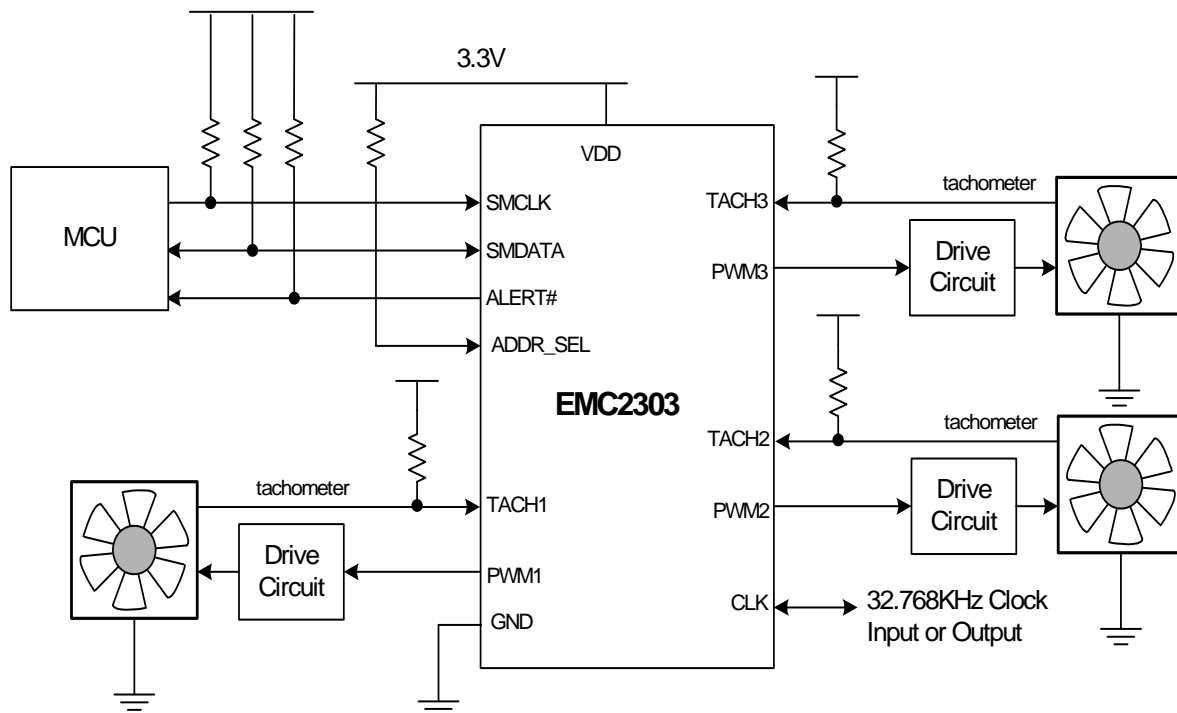 3.3V
VDD
MCU
SMCLK
SMDATA
ALERT#
ADDR_SEL
EMC2303
TACH3
tachometer
PWM3
Drive
Circuit
TACH2
tachometer
PWM2
Drive
Circuit
tachometer
TACH1
Drive
Circuit
PWM1
GND
CLK
32.768KHz Clock
Input or Output